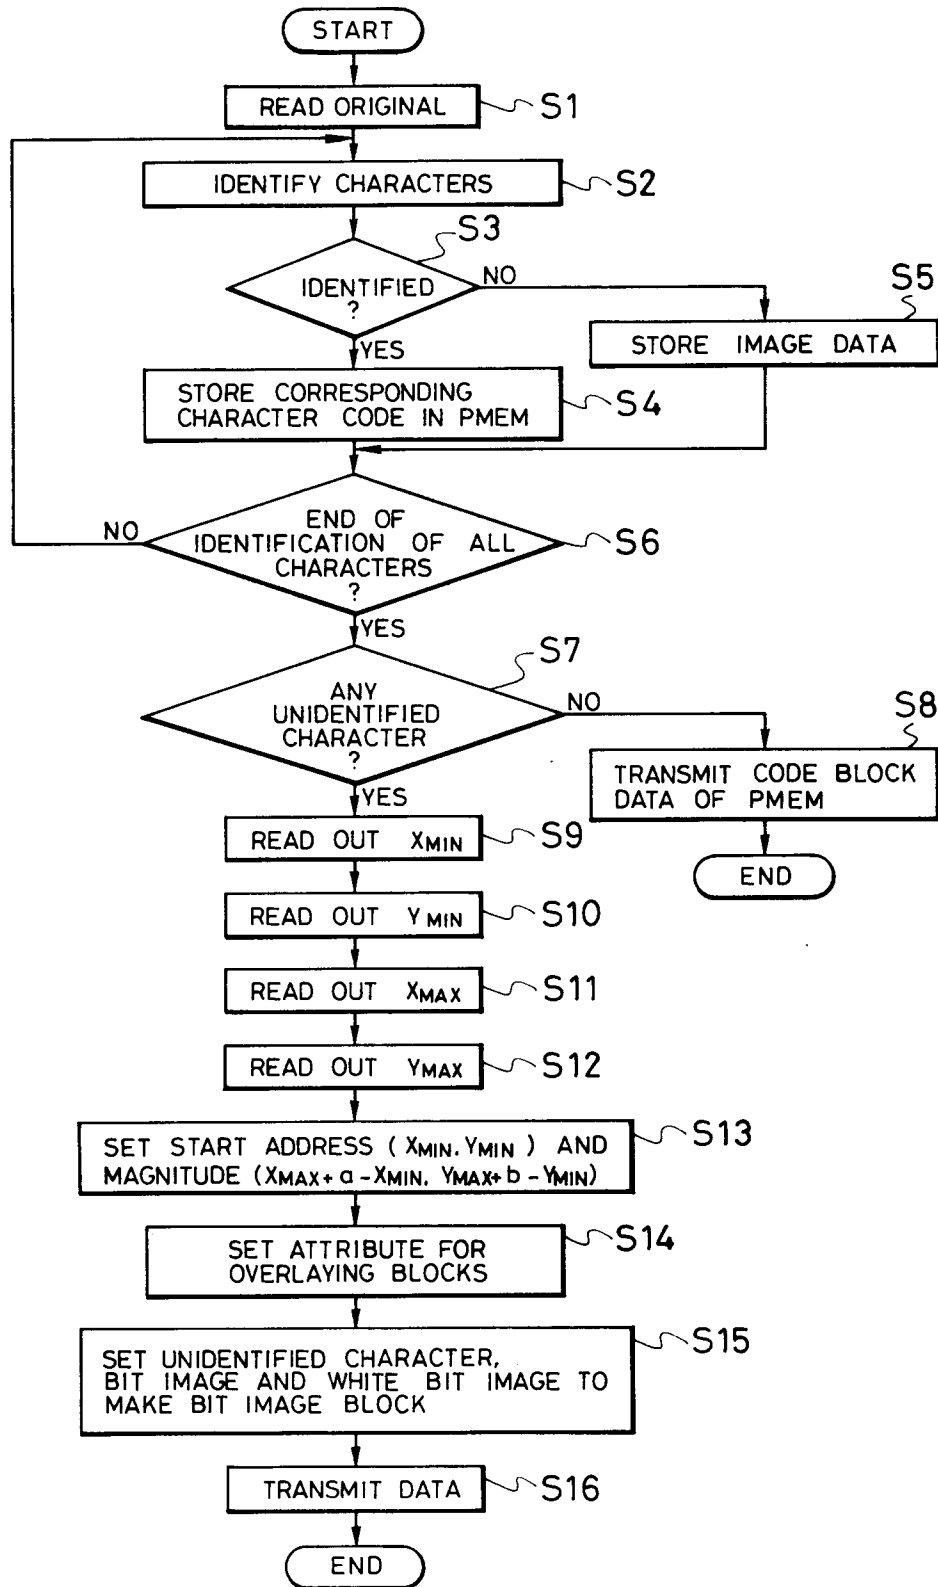 START
READ ORIGINAL
S1
IDENTIFY CHARACTERS
S2
S3
IDENTIFIED
?
NO
YES
S5
STORE IMAGE DATA
STORE CORRESPONDING
CHARACTER CODE IN PMEM
S4
END OF
IDENTIFICATION OF ALL
CHARACTERS
?
NO
S6
YES
S7
ANY
UNIDENTIFIED
CHARACTER
?
NO
YES
S8
TRANSMIT CODE BLOCK
DATA OF PMEM
END
READ OUT XMIN
S9
READ OUT YMIN
S10
READ OUT XMAX
S11
READ OUT YMAX
S12
SET START ADDRESS (XMIN. YMIN) AND
MAGNITUDE (XMAX+a-XMIN. YMAX+b-YMIN)
S13
SET ATTRIBUTE FOR
OVERLAYING BLOCKS
S14
SET UNIDENTIFIED CHARACTER,
BIT IMAGE AND WHITE BIT IMAGE TO
MAKE BIT IMAGE BLOCK
S15
TRANSMIT DATA
S16
END